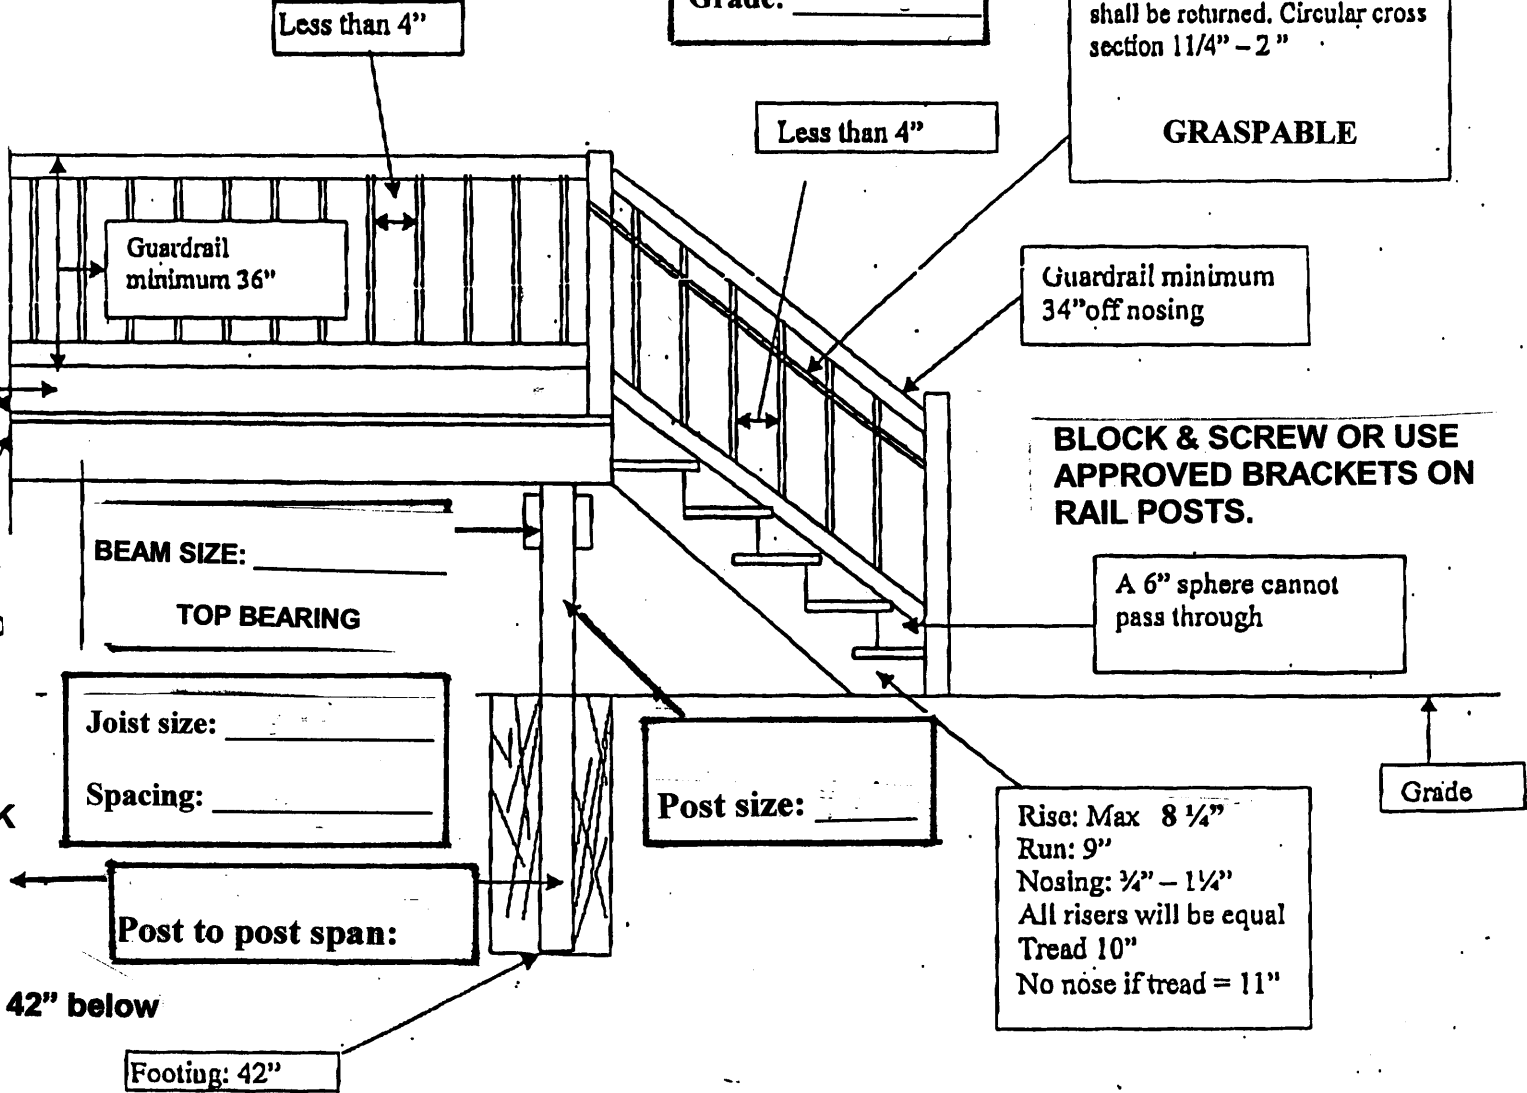 Less than 4”
Grade:
shall be returned. Circular cross
section 11/4” – 2 ”
GRASPABLE
Less than 4”
Guardrail
minimum 36”
Guardrail minimum
34”off nosing
BLOCK & SCREW OR USE
APPROVED BRACKETS ON
RAIL POSTS.
BEAM SIZE:
TOP BEARING
A 6” sphere cannot
pass through
Joist size:
Spacing:
Post size:
Grade
Rise: Max 8 ¼”
Run: 9”
Nosing: ¾” – 1¼”
All risers will be equal
Tread 10”
No nose if tread = 11”
Post to post span:
42” below
Footing: 42”